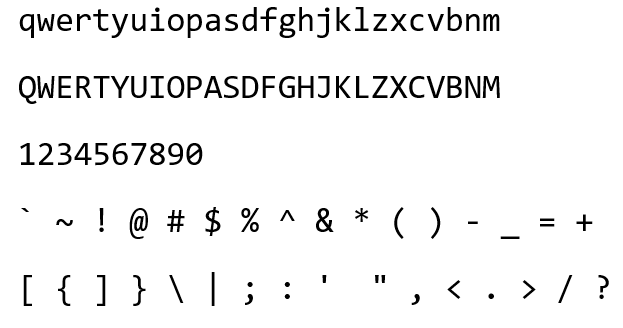 qwertyuiopasdfghjklzxcvbnm
QWERTYUIOPASDFGHJKLZXCVBNM
1234567890
` ~ ! @ # $ % ^ & * ( ) - _ = +
[ { ] } \ | ; : '  " , < . > / ?